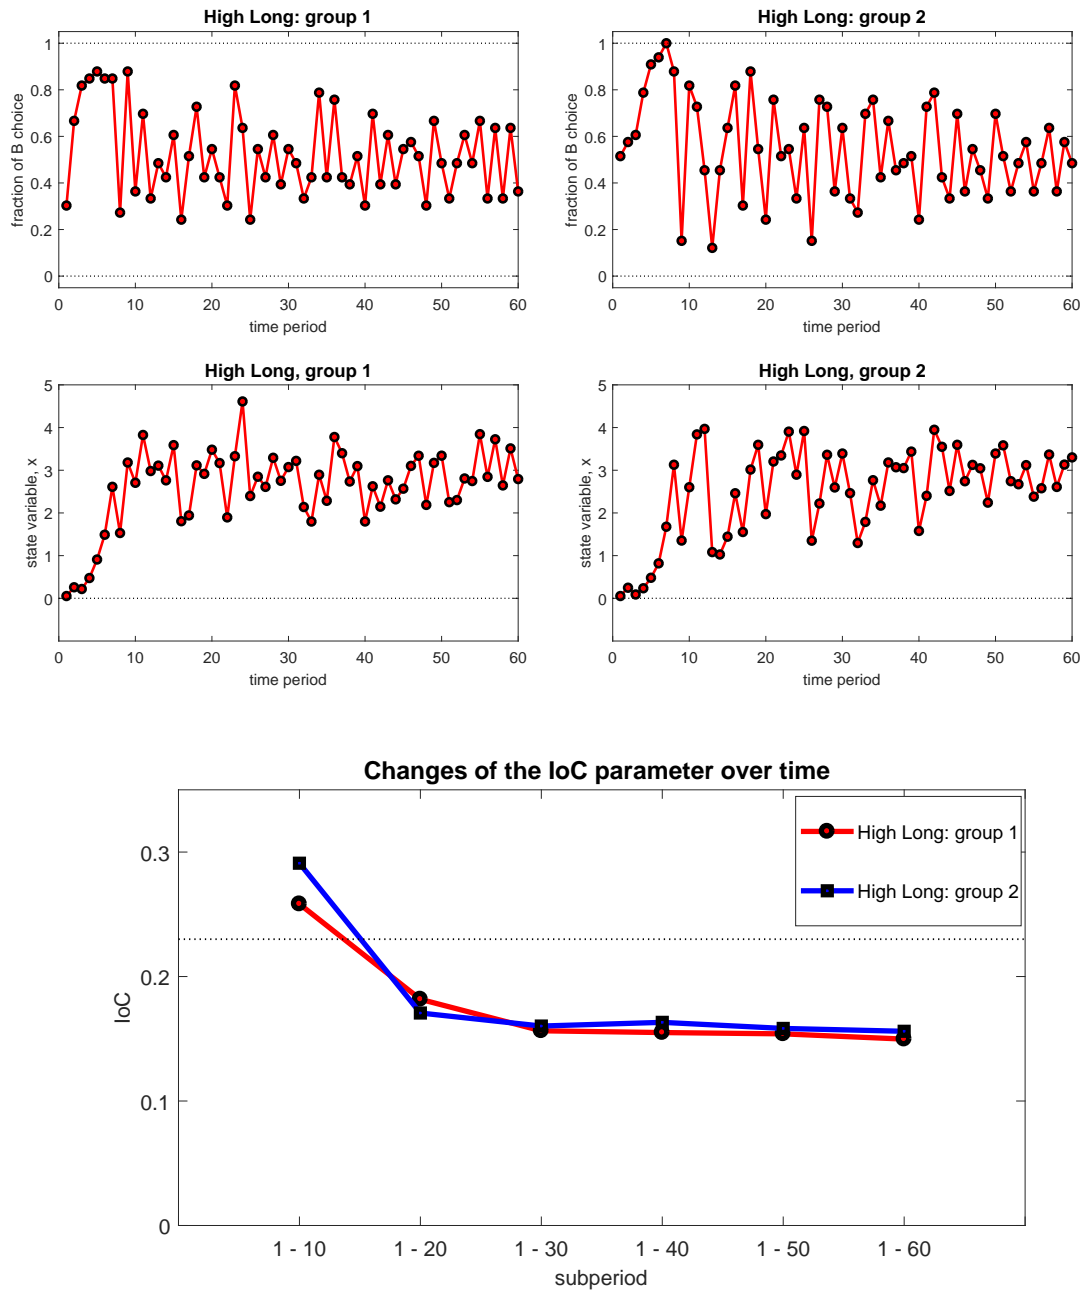 High Long: group 1
High Long: group 2
fraction of B choice
1
0.8
0.6
0.4
0.2
0
0 10 20 30 40 50 60
time period
fraction of B choice
1
0.8
0.6
0.4
0.2
0
0 10 20 30 40 50 60
time period
High Long, group 1
High Long, group 2
state variable, x
5
4
3
2
1
0
0 10 20 30 40 50 60
time period
state variable, x
5
4
3
2
1
0
0 10 20 30 40 50 60
time period
Changes of the IoC parameter over time
High Long: group 1
High Long: group 2
IoC
0.3
0.2
0.1
0
1 - 10 1 - 20 1 - 30 1 - 40 1 - 50 1 - 60
subperiod